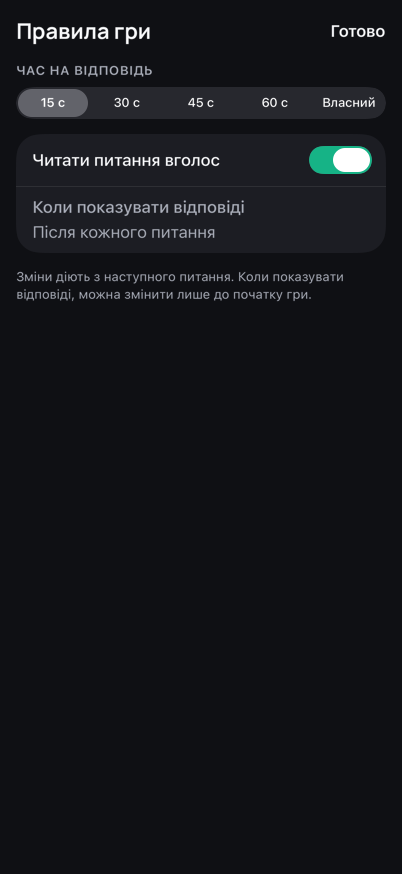 Правила гри
Готово
ЧАС НА ВІДПОВІДЬ
15 с
30 с
45 с
60 с
Власний
Читати питання вголос
Коли показувати відповіді
Після кожного питання
Зміни діють з наступного питання. Коли показувати
відповіді, можна змінити лише до початку гри.